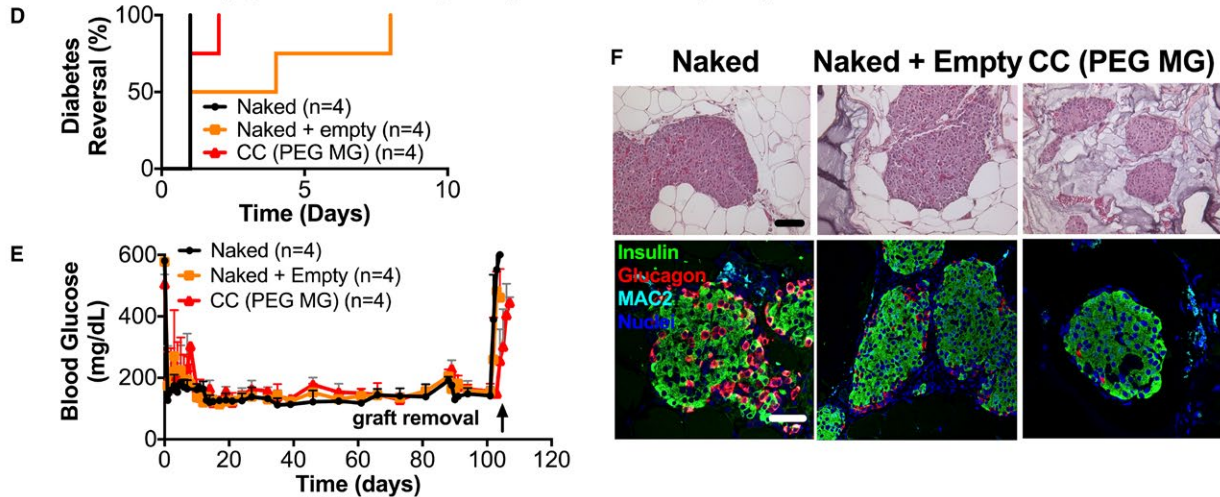 D
100
50
0
Diabetes
Reversal (%)
Naked (n=4)
Naked + empty (n=4)
CC (PEG MG) (n=4)
0 5 10
Time (Days)
E
600
400
200
0
Blood Glucose
(mg/dL)
Naked (n=4)
Naked + Empty (n=4)
CC (PEG MG) (n=4)
graft removal
0 20 40 60 80 100 120
Time (days)
F
Naked Naked + Empty CC (PEG MG)
Insulin
Glucagon
MAC2
Nuclei